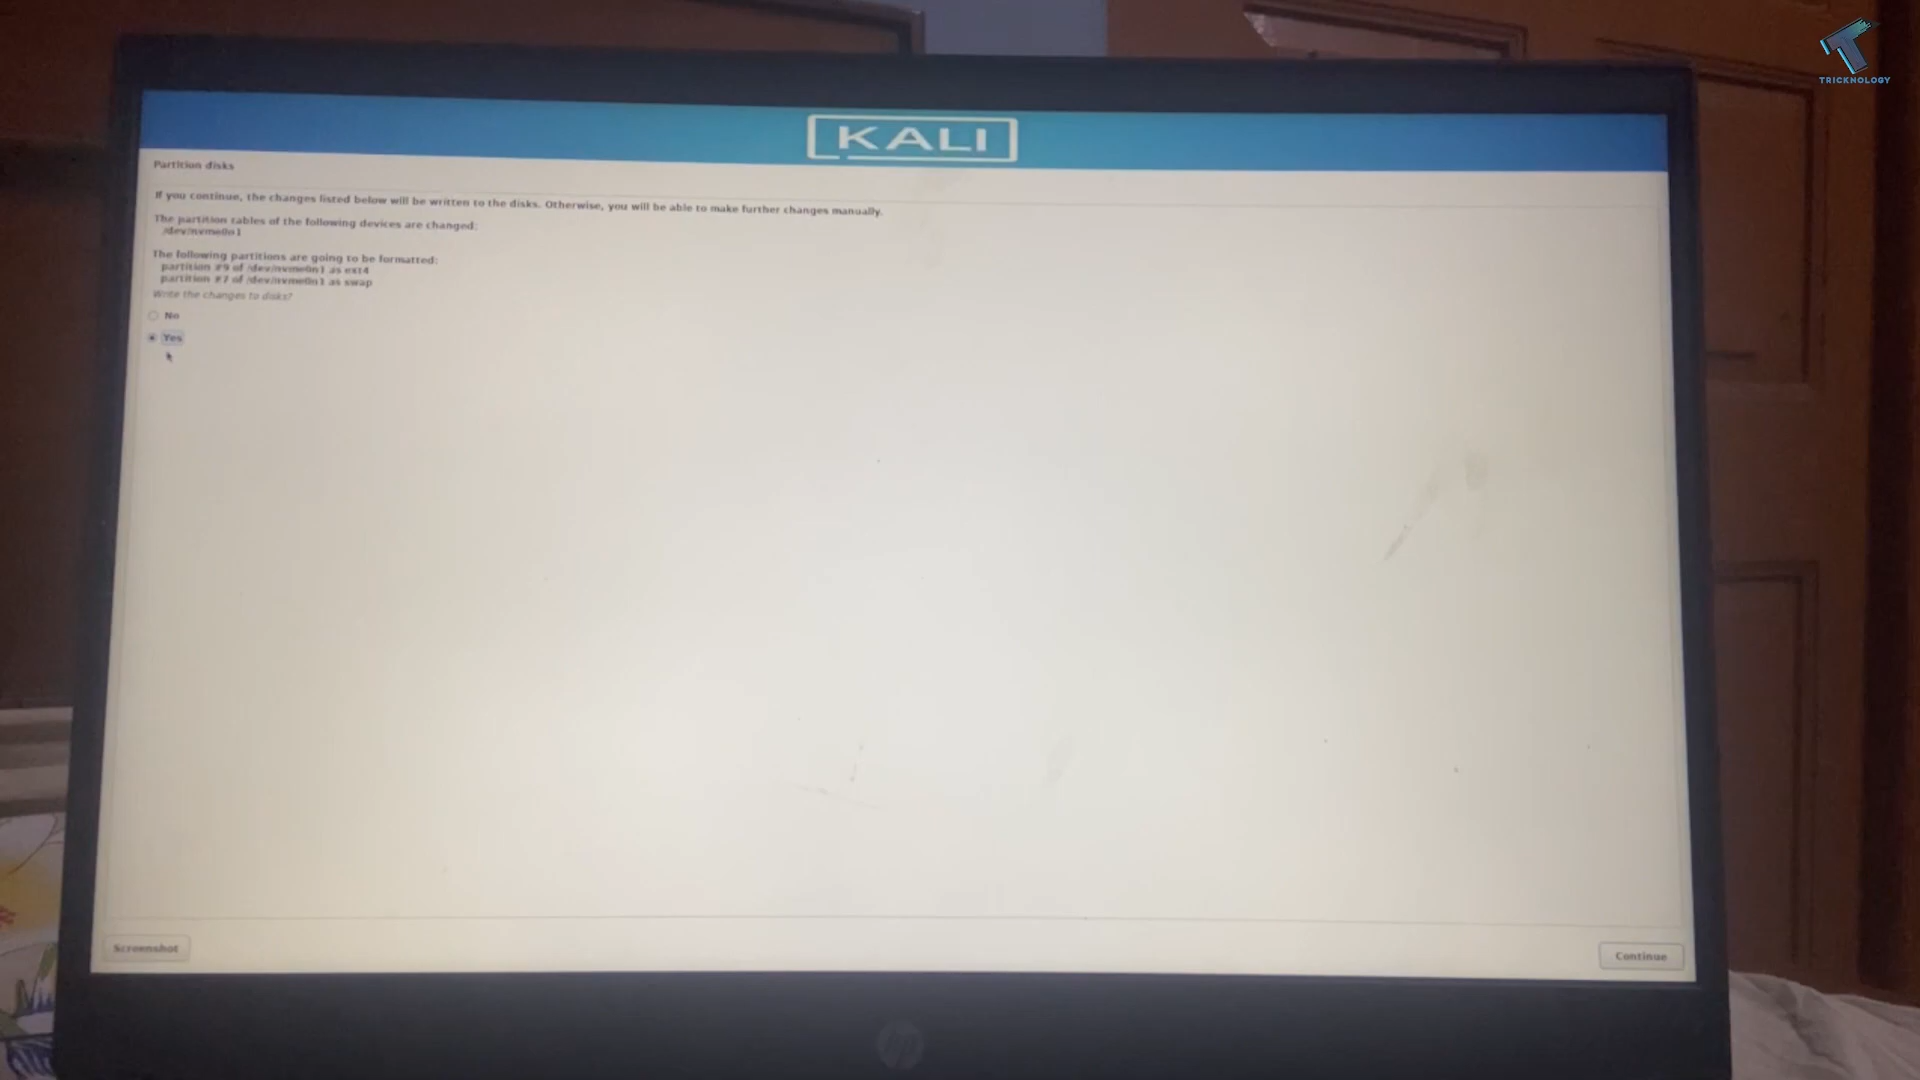 TRICKNOLOGY
KALI
Partition disks
If you continue, the changes listed below will be written to the disks. Otherwise, you will be able to make further changes manually.
The partition tables of the following devices are changed:
/dev/nvme0n1
The following partitions are going to be formatted:
partition #9 of /dev/nvme0n1 as ext4
partition #7 of /dev/nvme0n1 as swap
Write the changes to disks?
No
Yes
Screenshot
Continue
hp